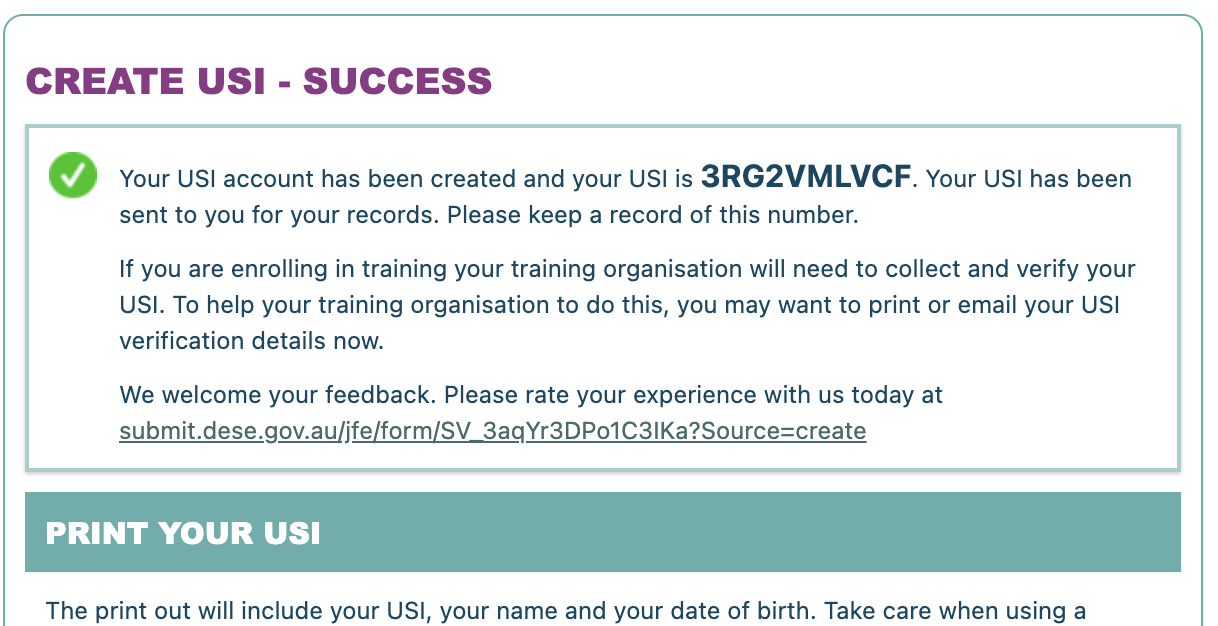 CREATE USI - SUCCESS
Your USI account has been created and your USI is 3RG2VMLVCF. Your USI has been
sent to you for your records. Please keep a record of this number.
If you are enrolling in training your training organisation will need to collect and verify your
USI. To help your training organisation to do this, you may want to print or email your USI
verification details now.
We welcome your feedback. Please rate your experience with us today at
submit.dese.gov.au/jfe/form/SV_3aqYr3DPo1C3IKa?Source=create
PRINT YOUR USI
The print out will include your USI, your name and your date of birth. Take care when using a